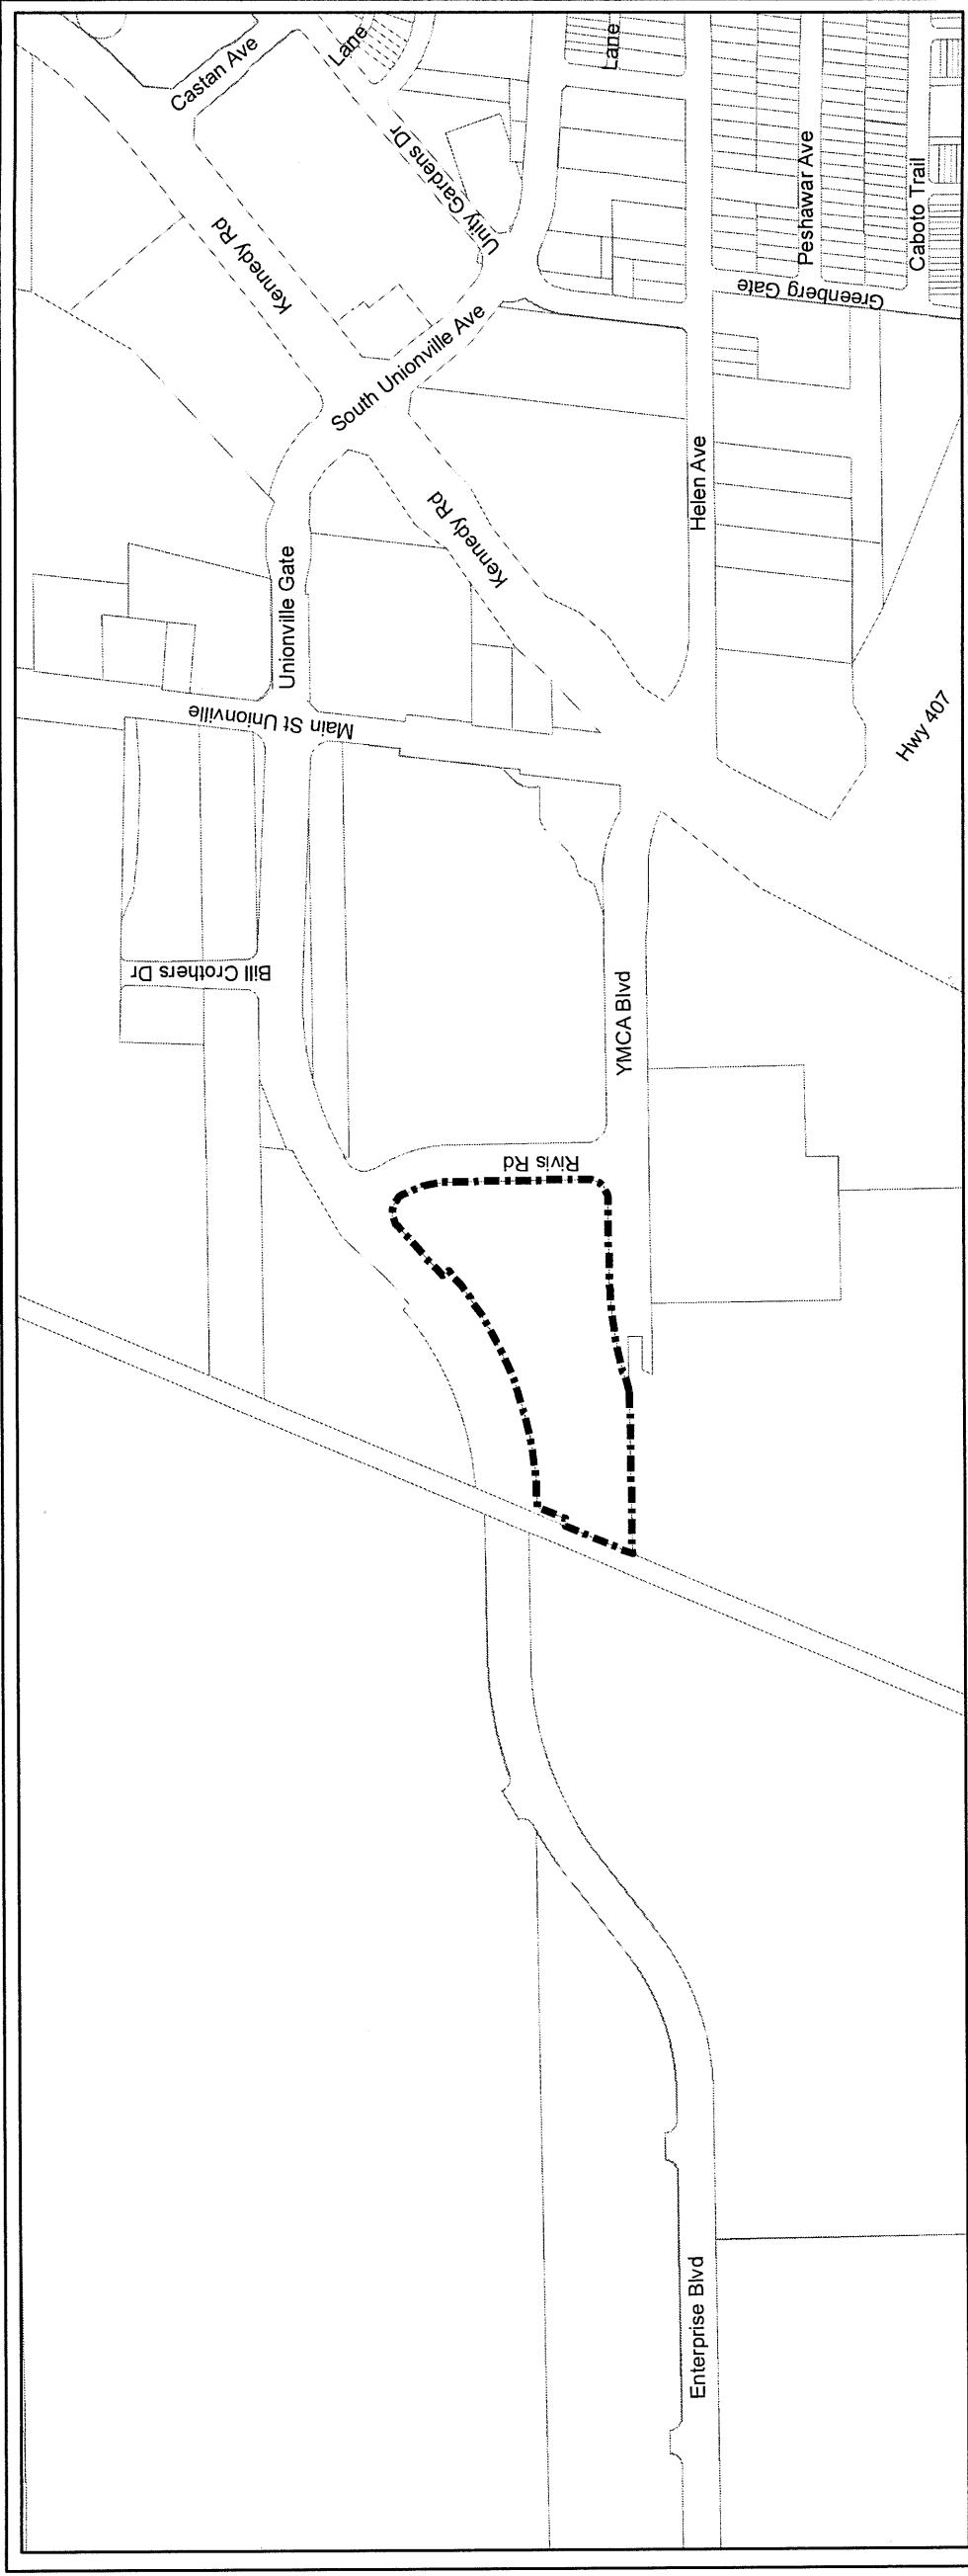 Castan Ave
Lane
Lane
Kennedy Rd
Unity Gardens Dr
Peshawar Ave
Caboto Trail
Greenberg Gate
South Unionville Ave
Kennedy Rd
Helen Ave
Unionville Gate
Main St Unionville
Hwy 407
Bill Crothers Dr
YMCA Blvd
Rivis Rd
Enterprise Blvd